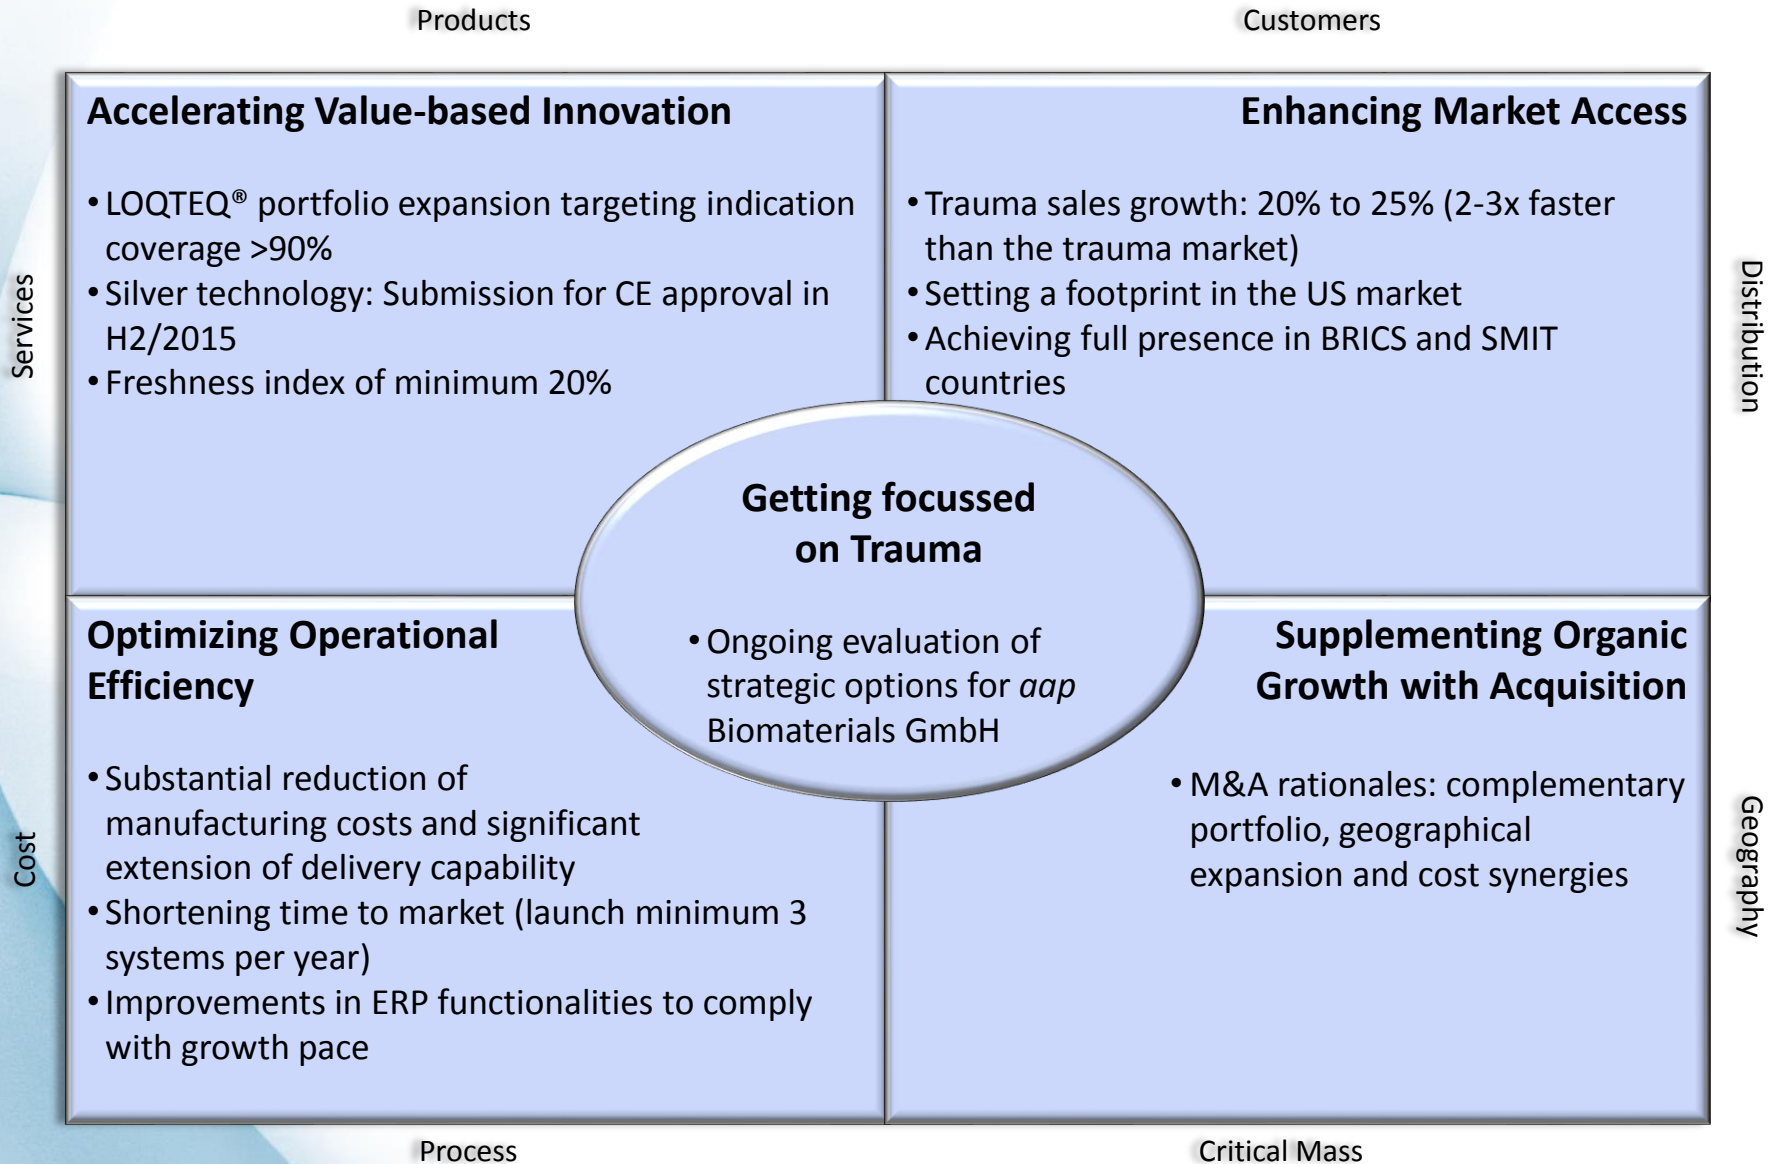 Products
Customers
Services
Accelerating Value-based Innovation
• LOQTEQ® portfolio expansion targeting indication
coverage >90%
• Silver technology: Submission for CE approval in
H2/2015
• Freshness index of minimum 20%
Enhancing Market Access
• Trauma sales growth: 20% to 25% (2-3x faster
than the trauma market)
• Setting a footprint in the US market
• Achieving full presence in BRICS and SMIT
countries
Distribution
Getting focussed
on Trauma
• Ongoing evaluation of
strategic options for aap
Biomaterials GmbH
Cost
Optimizing Operational
Efficiency
• Substantial reduction of
manufacturing costs and significant
extension of delivery capability
• Shortening time to market (launch minimum 3
systems per year)
• Improvements in ERP functionalities to comply
with growth pace
Supplementing Organic
Growth with Acquisition
• M&A rationales: complementary
portfolio, geographical
expansion and cost synergies
Geography
Process
Critical Mass